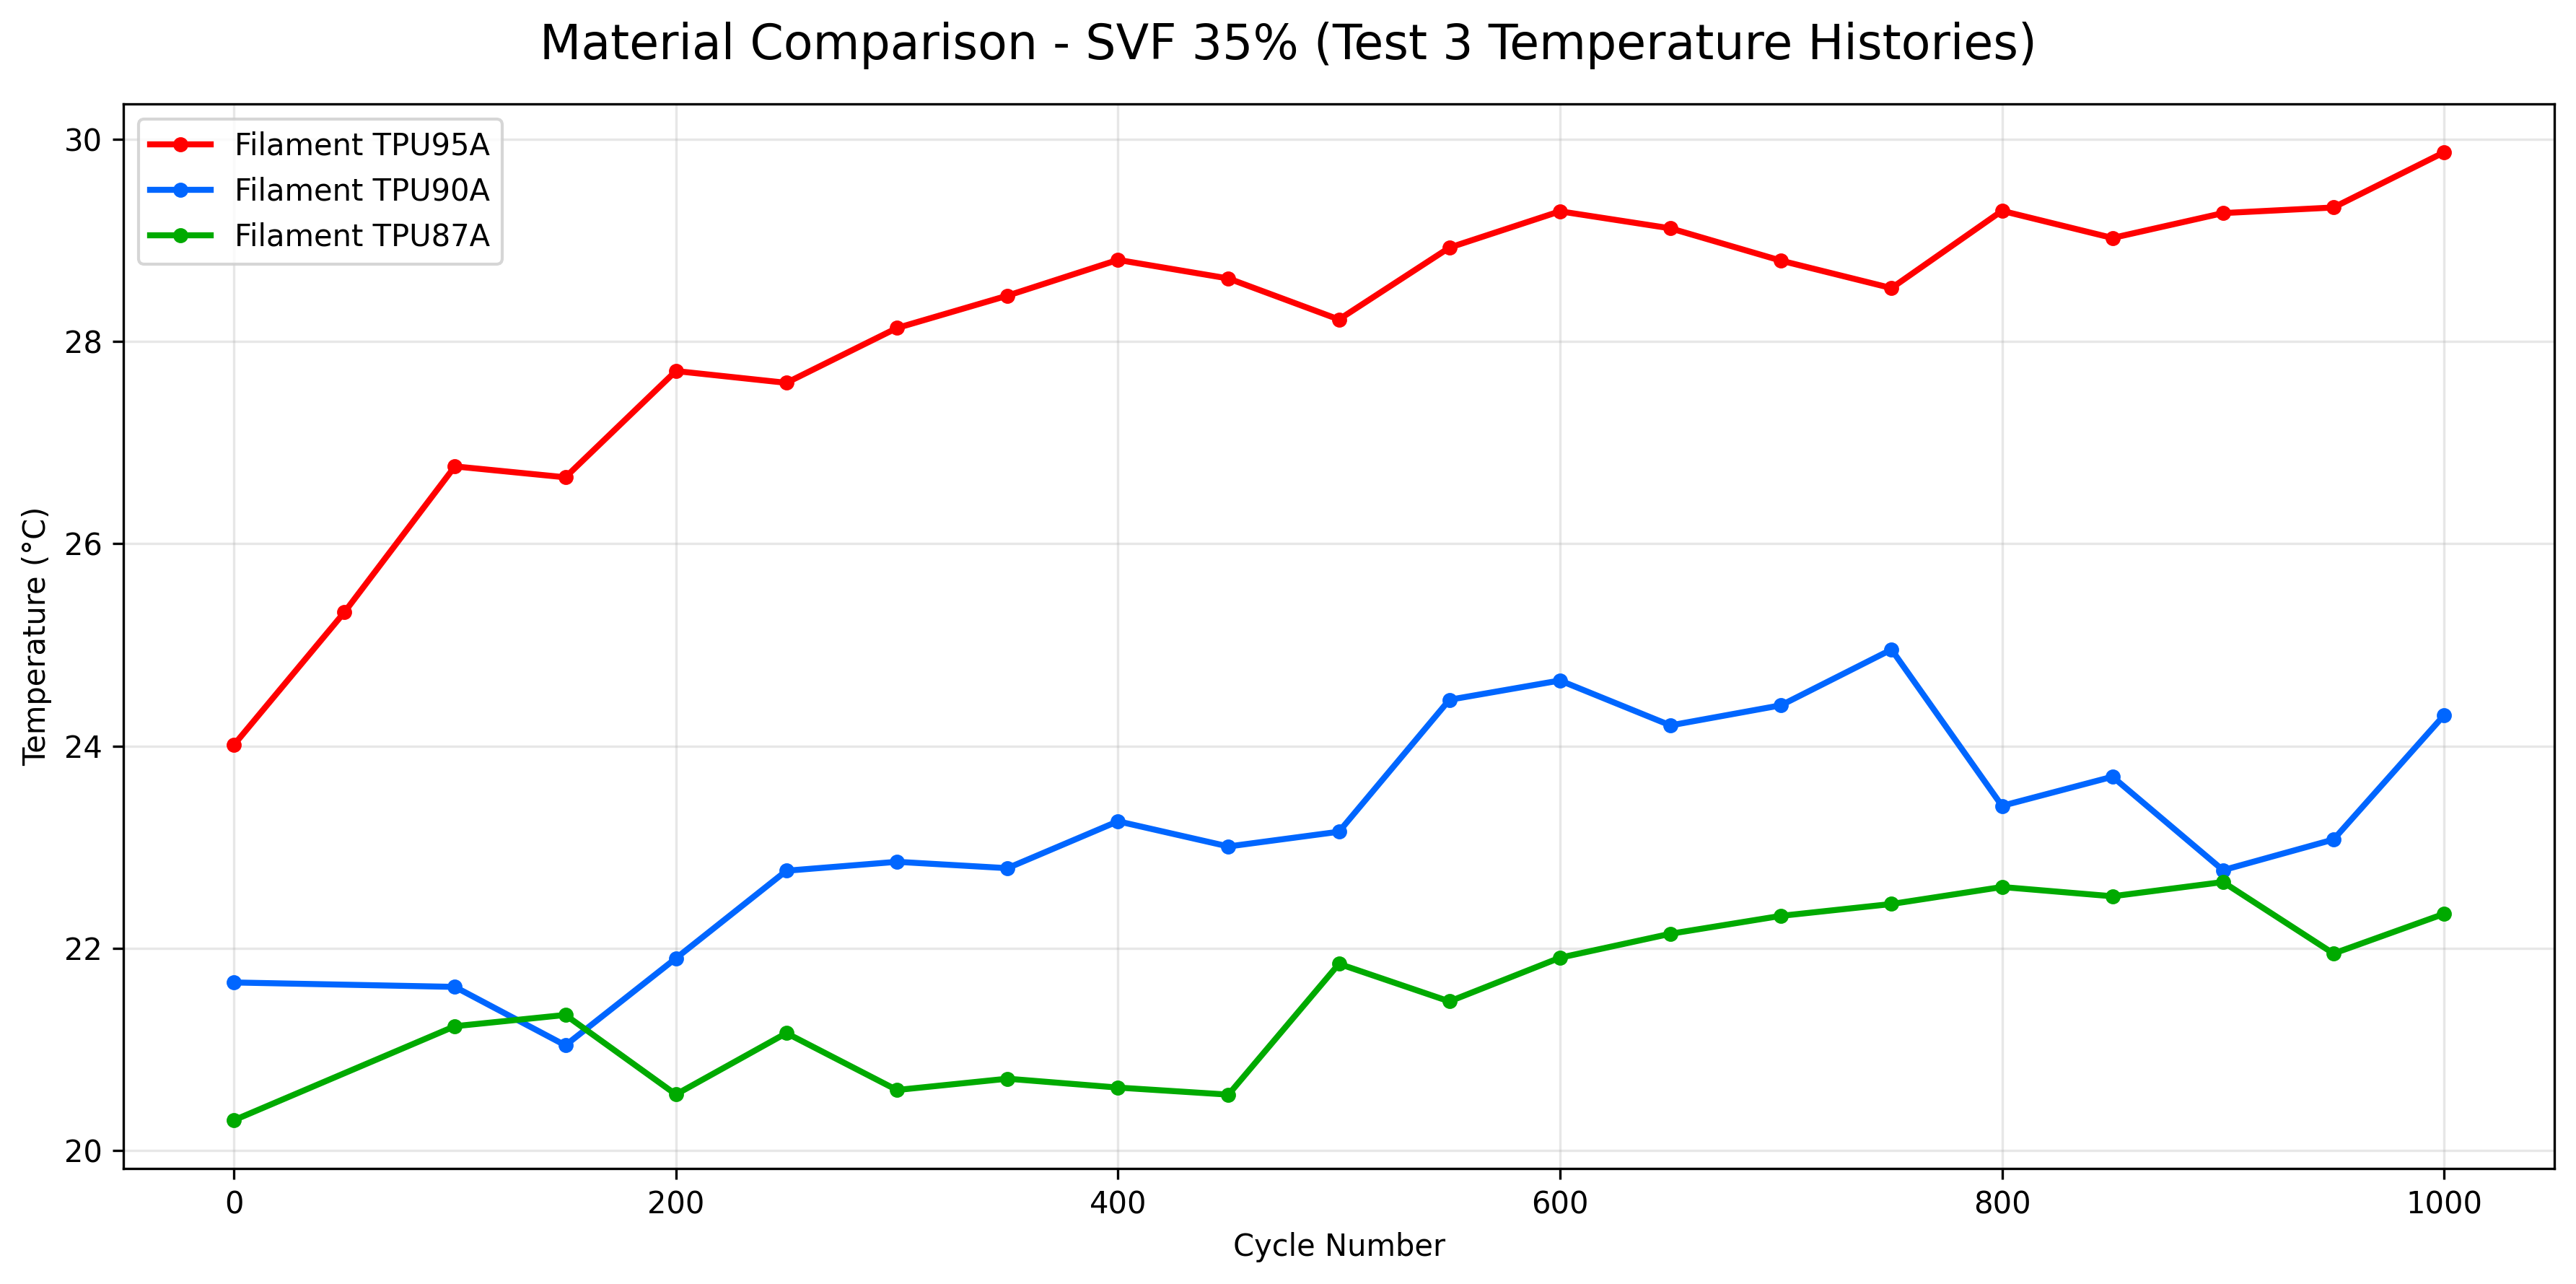 Material Comparison - SVF 35% (Test 3 Temperature Histories)
Filament TPU95A
Filament TPU90A
Filament TPU87A
Temperature (°C)
30
28
26
24
22
20
0
200
400
600
800
1000
Cycle Number